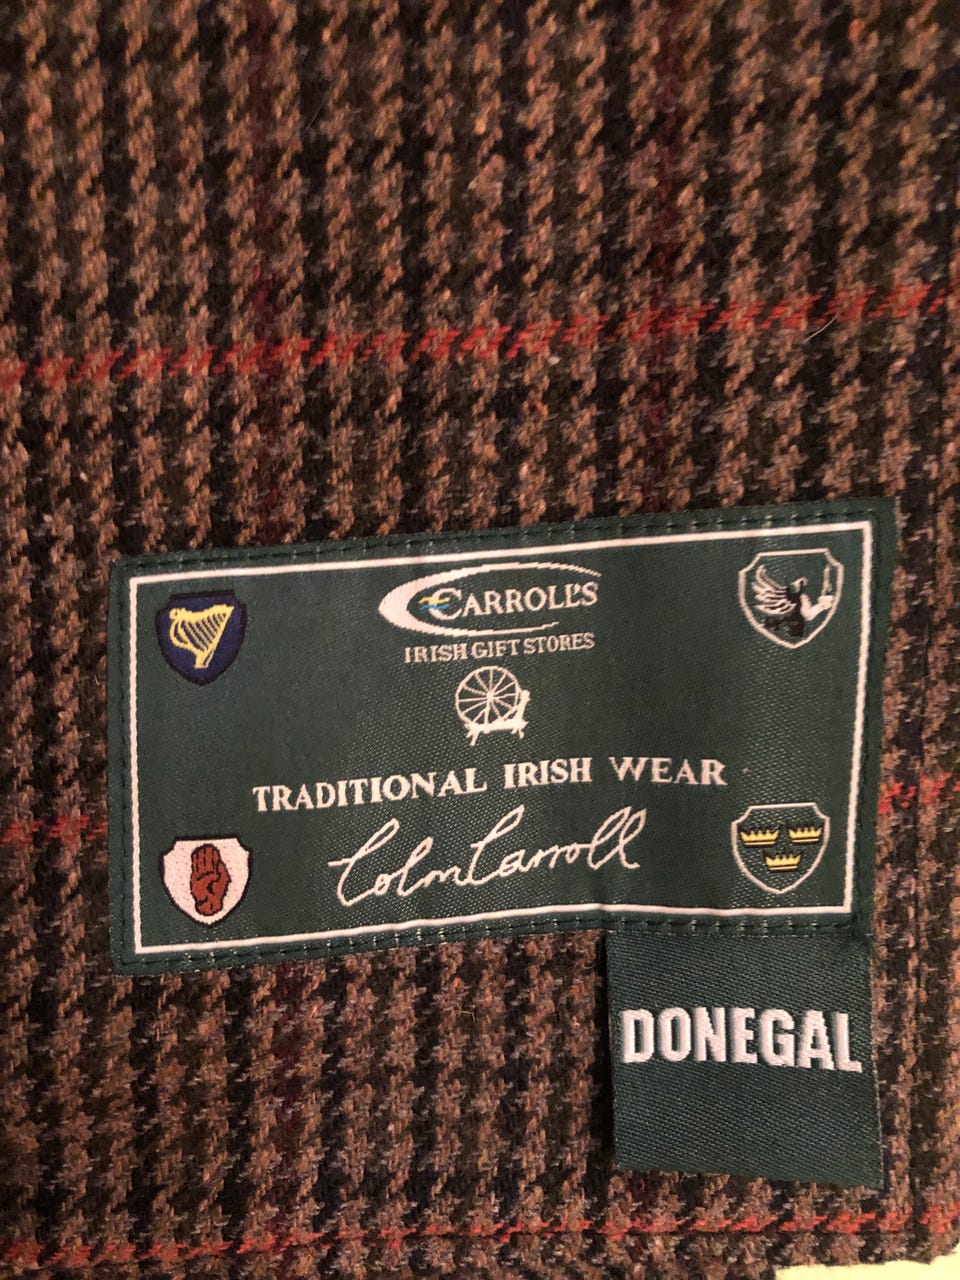 CARROLL'S
IRISH GIFT STORES
TRADITIONAL IRISH WEAR
Colm Carroll
DONEGAL